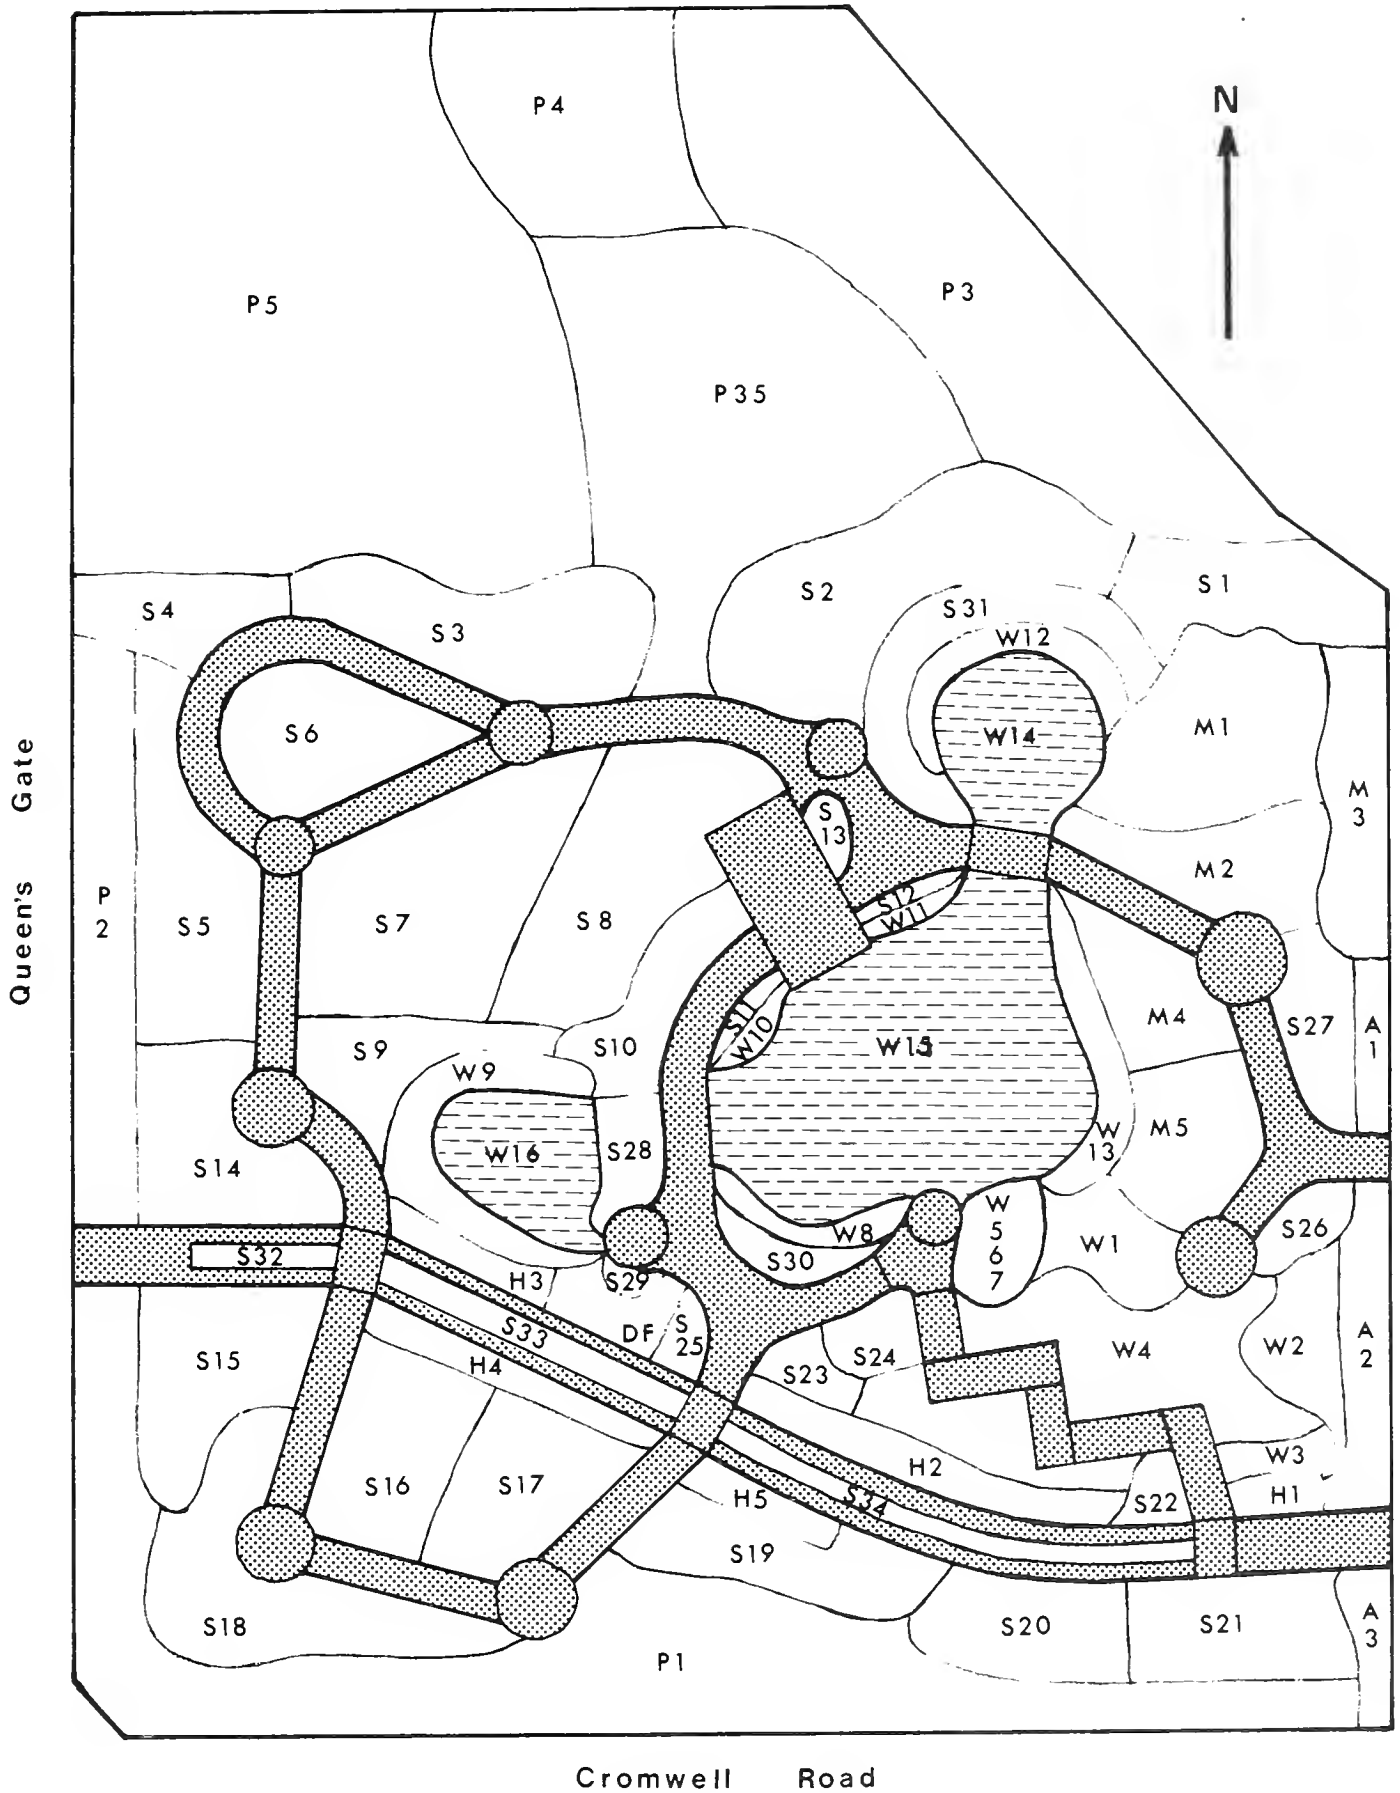 N
P4
P5
P3
P35
S4
S3
S2
S31
S1
W12
S6
W14
M1
Queen's Gate
P
2
S
13
M
3
S5
S7
S8
S12
W11
M2
S11
W10
W15
M4
S27
A
1
S9
S10
W9
W16
S28
W
13
M5
S14
S32
H3
S29
S30
W8
W
5
6
7
W1
S26
S33
DF
S
25
S15
H4
S23
S24
W4
W2
A
2
S16
S17
H5
S34
H2
S22
W3
H1
S19
S18
P1
S20
S21
A
3
Cromwell Road